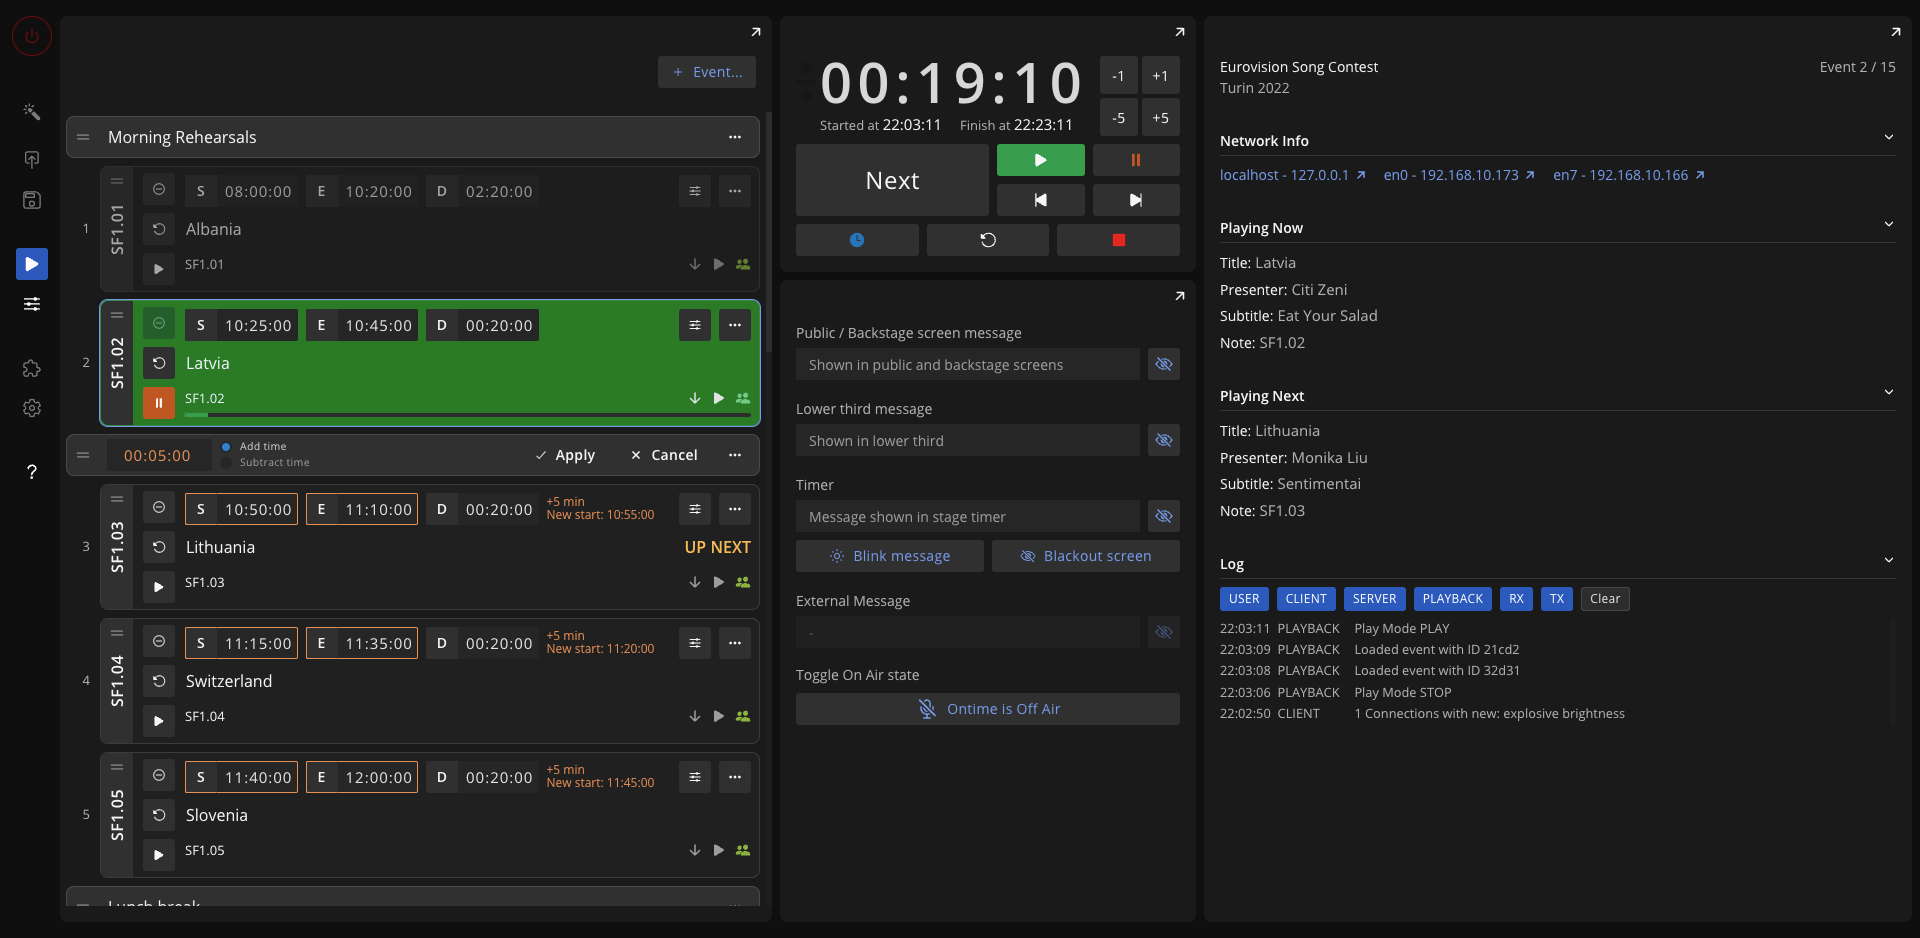 + Event...
Morning Rehearsals
1
SF1.01
S 08:00:00 E 10:20:00 D 02:20:00
Albania
SF1.01
2
SF1.02
S 10:25:00 E 10:45:00 D 00:20:00
Latvia
SF1.02
00:05:00
Add time
Subtract time
Apply
Cancel
3
SF1.03
S 10:50:00 E 11:10:00 D 00:20:00
+5 min
New start: 10:55:00
Lithuania
UP NEXT
SF1.03
4
SF1.04
S 11:15:00 E 11:35:00 D 00:20:00
+5 min
New start: 11:20:00
Switzerland
SF1.04
5
SF1.05
S 11:40:00 E 12:00:00 D 00:20:00
+5 min
New start: 11:45:00
Slovenia
SF1.05
Lunch break
?
00:19:10
-1 +1
-5 +5
Started at 22:03:11 Finish at 22:23:11
Next
Public / Backstage screen message
Shown in public and backstage screens
Lower third message
Shown in lower third
Timer
Message shown in stage timer
Blink message
Blackout screen
External Message
-
Toggle On Air state
Ontime is Off Air
Eurovision Song Contest
Event 2 / 15
Turin 2022
Network Info
localhost - 127.0.0.1 en0 - 192.168.10.173 en7 - 192.168.10.166
Playing Now
Title: Latvia
Presenter: Citi Zeni
Subtitle: Eat Your Salad
Note: SF1.02
Playing Next
Title: Lithuania
Presenter: Monika Liu
Subtitle: Sentimentai
Note: SF1.03
Log
USER CLIENT SERVER PLAYBACK RX TX Clear
22:03:11 PLAYBACK Play Mode PLAY
22:03:09 PLAYBACK Loaded event with ID 21cd2
22:03:08 PLAYBACK Loaded event with ID 32d31
22:03:06 PLAYBACK Play Mode STOP
22:02:50 CLIENT 1 Connections with new: explosive brightness